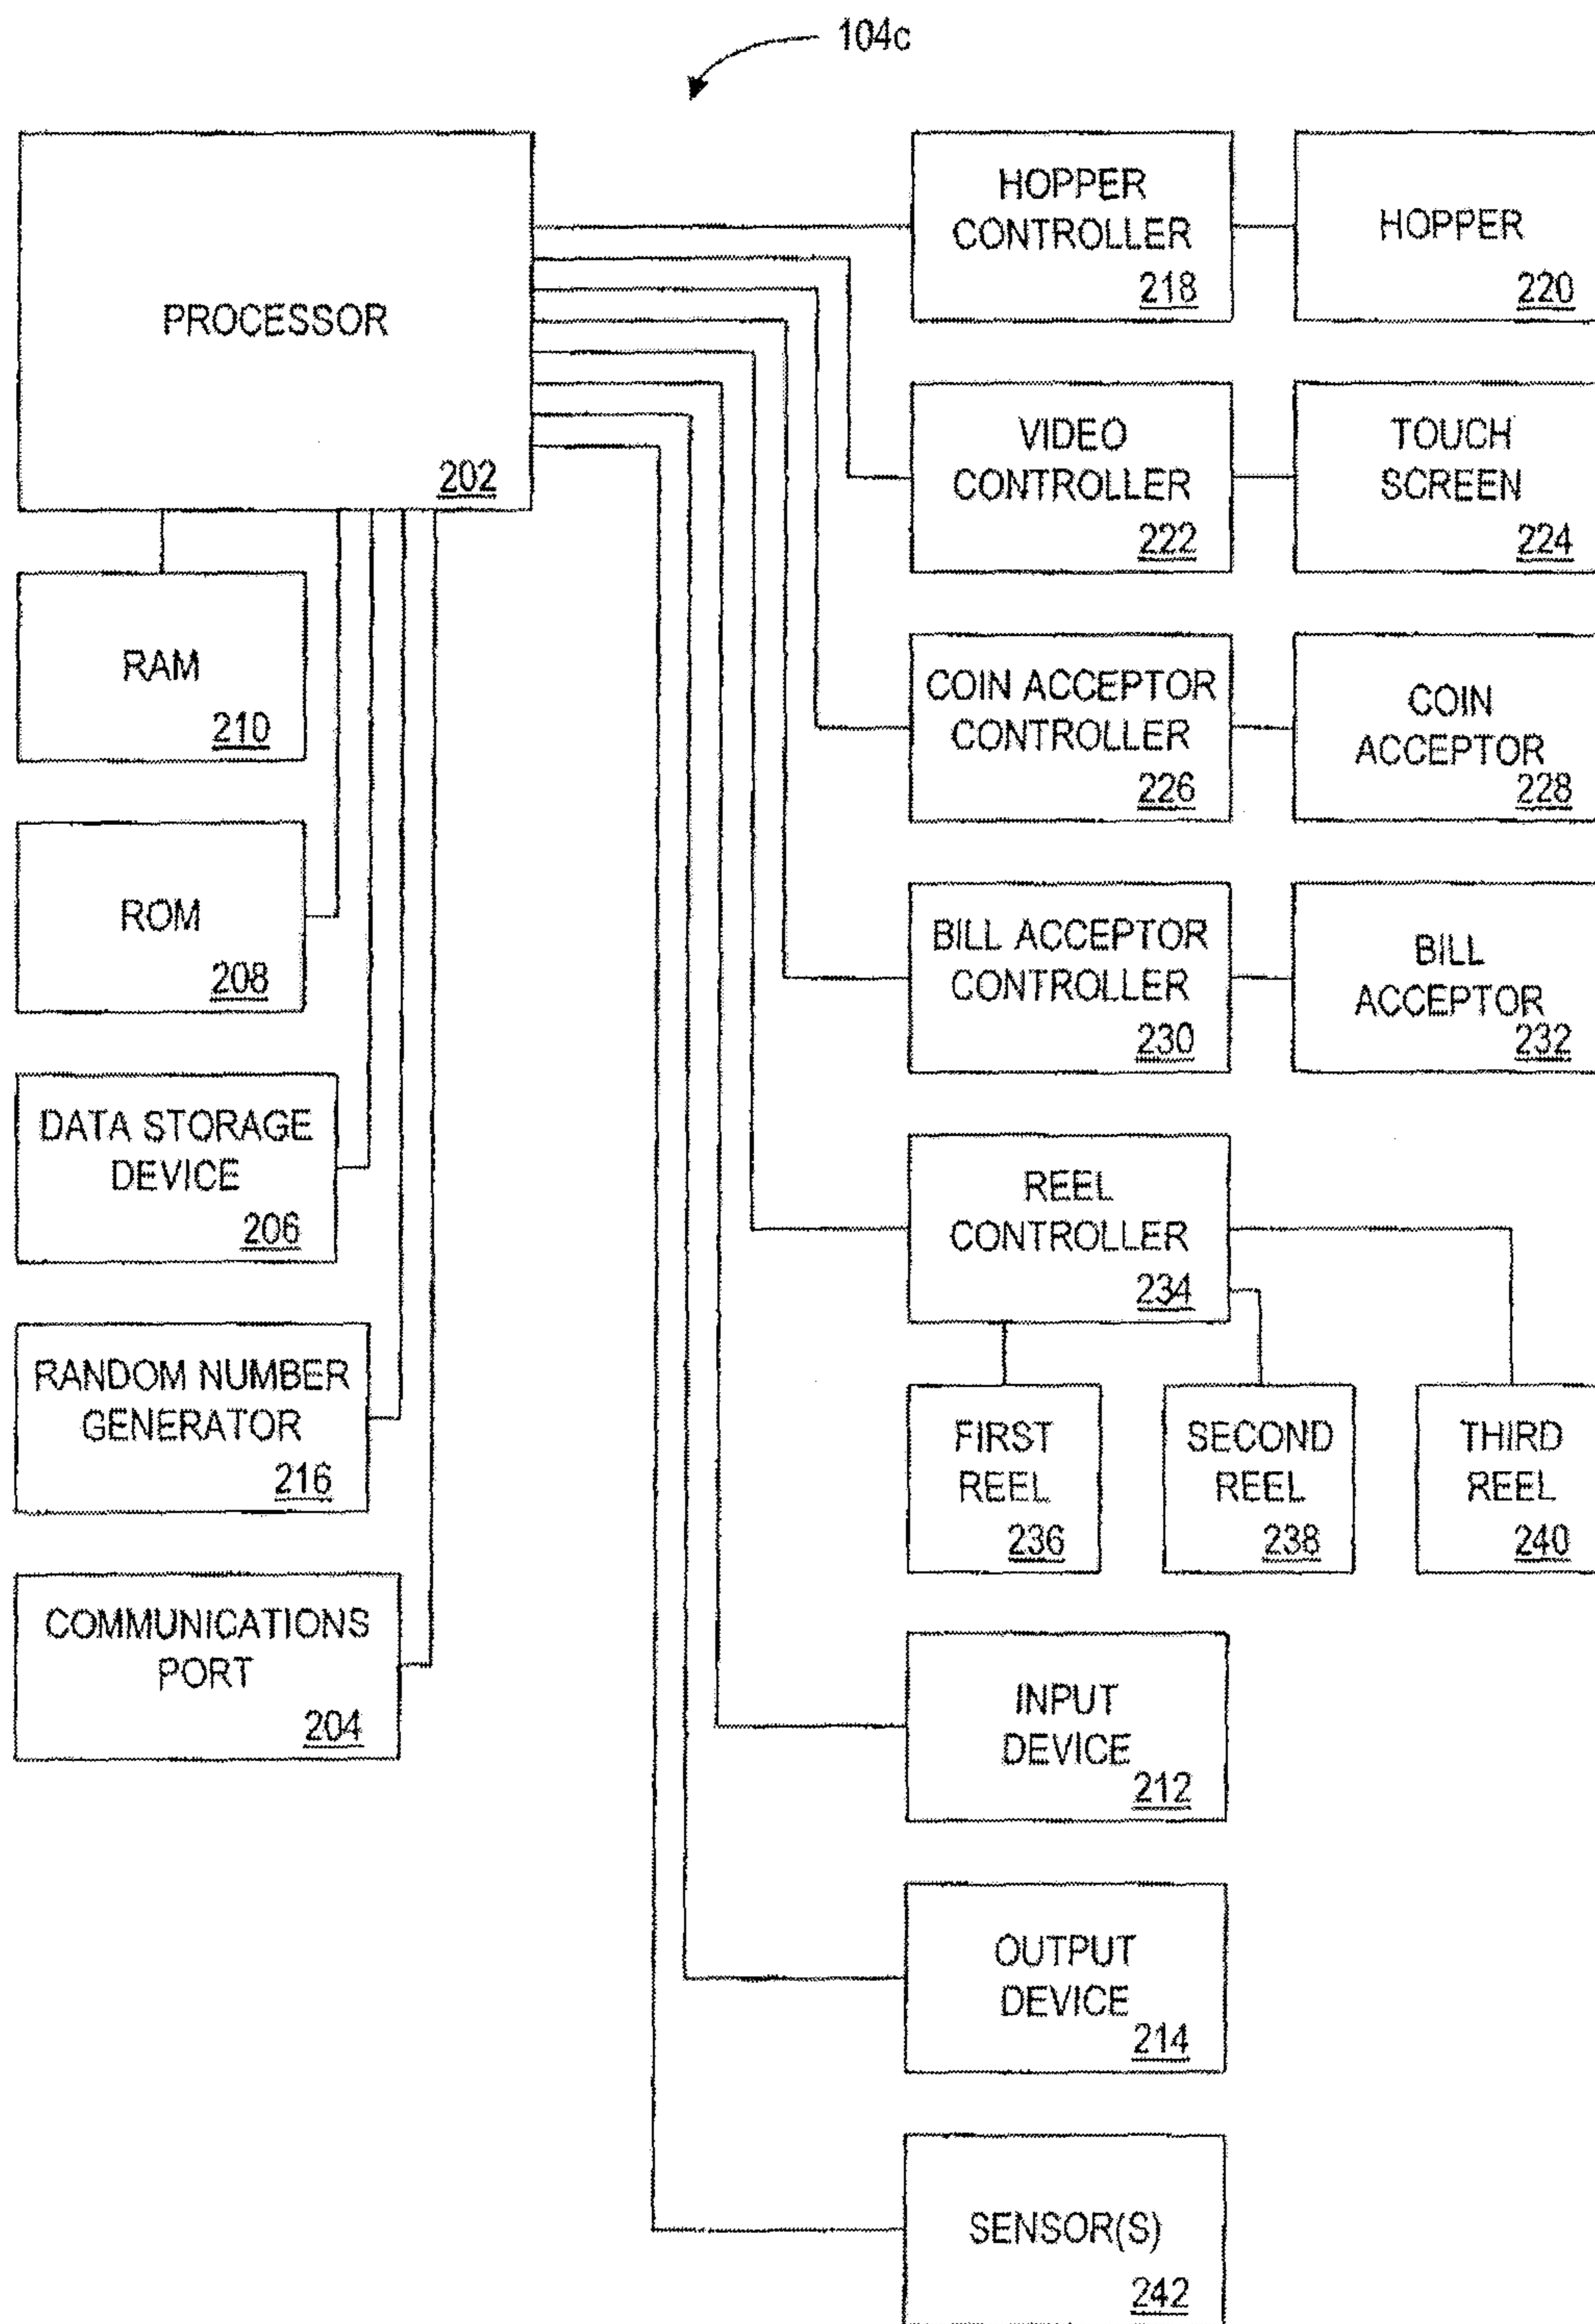 104c
PROCESSOR
202
RAM
210
ROM
208
DATA STORAGE
DEVICE
206
RANDOM NUMBER
GENERATOR
216
COMMUNICATIONS
PORT
204
HOPPER
CONTROLLER
218
HOPPER
220
VIDEO
CONTROLLER
222
TOUCH
SCREEN
224
COIN ACCEPTOR
CONTROLLER
226
COIN
ACCEPTOR
228
BILL ACCEPTOR
CONTROLLER
230
BILL
ACCEPTOR
232
REEL
CONTROLLER
234
FIRST
REEL
236
SECOND
REEL
238
THIRD
REEL
240
INPUT
DEVICE
212
OUTPUT
DEVICE
214
SENSOR(S)
242